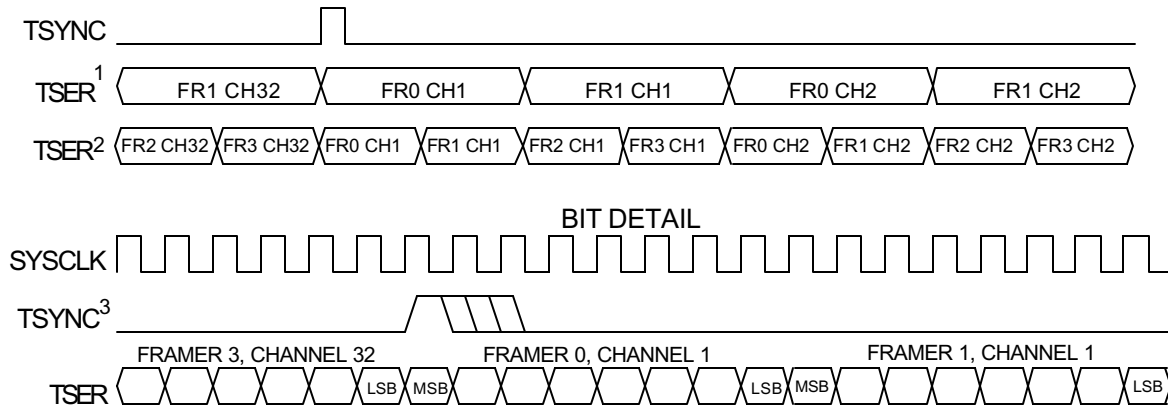 TSYNC
TSER1 FR1 CH32 FR0 CH1 FR1 CH1 FR0 CH2 FR1 CH2
TSER2 FR2 CH32 FR3 CH32 FR0 CH1 FR1 CH1 FR2 CH1 FR3 CH1 FR0 CH2 FR1 CH2 FR2 CH2 FR3 CH2
BIT DETAIL
SYSCLK
TSYNC3
FRAMER 3, CHANNEL 32 FRAMER 0, CHANNEL 1 FRAMER 1, CHANNEL 1
TSER LSB MSB LSB MSB LSB